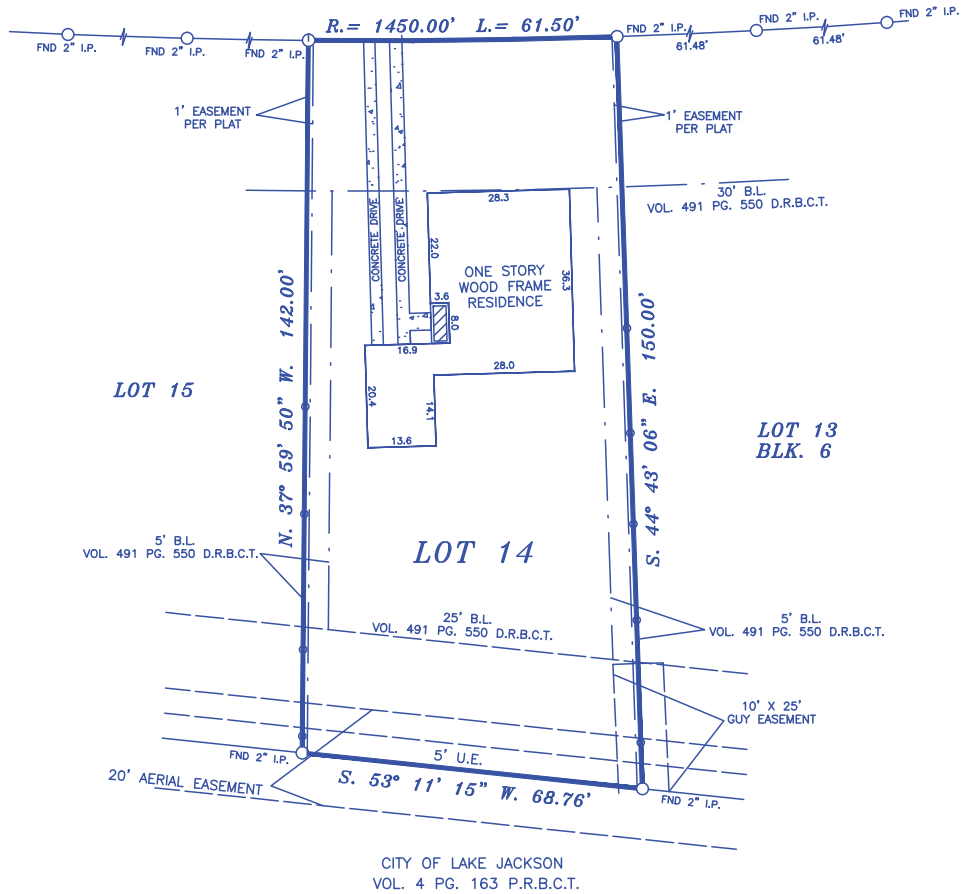 R.= 1450.00' L.= 61.50'
FND 2" I.P.
FND 2" I.P.
FND 2" I.P.
FND 2" I.P.
61.48'
FND 2" I.P.
61.48'
FND 2" I.P.
1' EASEMENT
PER PLAT
1' EASEMENT
PER PLAT
30' B.L.
VOL. 491 PG. 550 D.R.B.C.T.
CONCRETE DRIVE
CONCRETE DRIVE
28.3
22.0
36.3
ONE STORY
WOOD FRAME
RESIDENCE
3.6
8.0
16.9
28.0
20.4
14.1
13.6
N. 37° 59' 50" W. 142.00'
S. 44° 43' 06" E. 150.00'
LOT 15
LOT 13
BLK. 6
LOT 14
5' B.L.
VOL. 491 PG. 550 D.R.B.C.T.
25' B.L.
VOL. 491 PG. 550 D.R.B.C.T.
5' B.L.
VOL. 491 PG. 550 D.R.B.C.T.
10' X 25'
GUY EASEMENT
FND 2" I.P.
5' U.E.
20' AERIAL EASEMENT
S. 53° 11' 15" W. 68.76'
FND 2" I.P.
CITY OF LAKE JACKSON
VOL. 4 PG. 163 P.R.B.C.T.